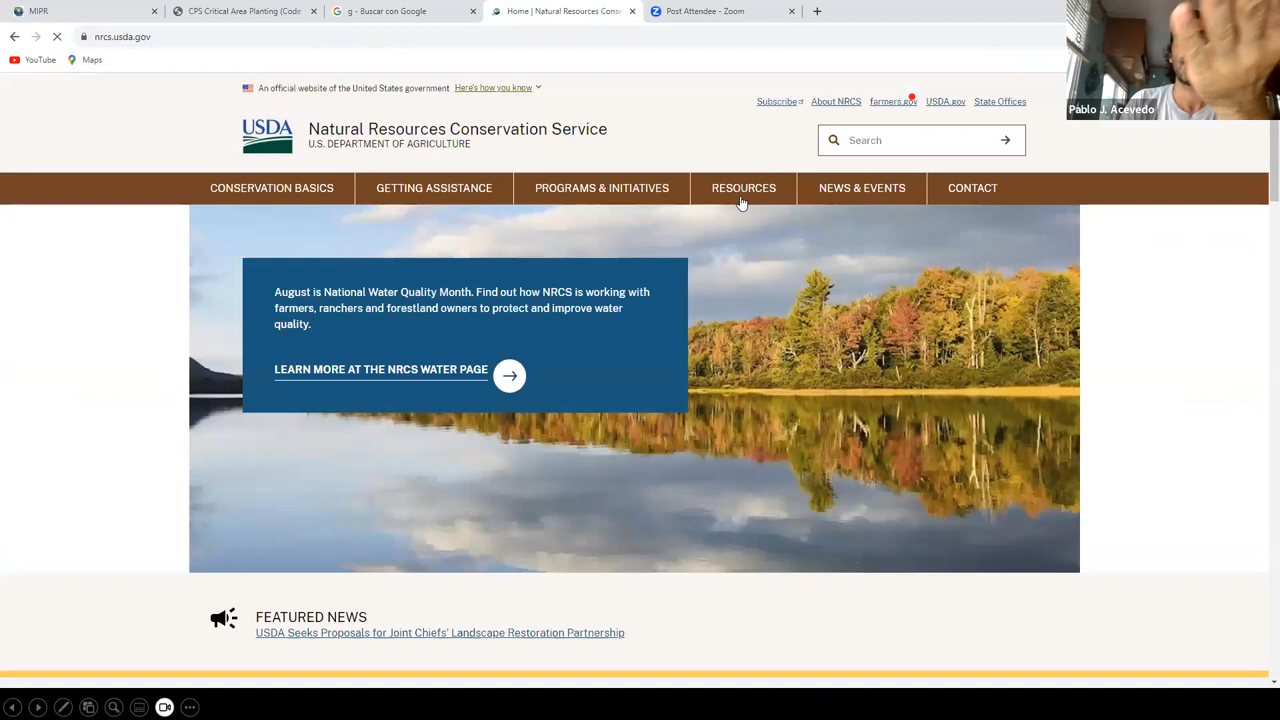 MIPR
CPS Critical Area Planting (Code
g - Buscar con Google
Home | Natural Resources Conse
Post Attendee - Zoom
nrcs.usda.gov
YouTube
Maps
Pablo J. Acevedo
An official website of the United States government
Here's how you know
Subscribe
About NRCS
farmers.gov
USDA.gov
State Offices
USDA
Natural Resources Conservation Service
U.S. DEPARTMENT OF AGRICULTURE
Search
CONSERVATION BASICS
GETTING ASSISTANCE
PROGRAMS & INITIATIVES
RESOURCES
NEWS & EVENTS
CONTACT
August is National Water Quality Month. Find out how NRCS is working with
farmers, ranchers and forestland owners to protect and improve water
quality.
LEARN MORE AT THE NRCS WATER PAGE
FEATURED NEWS
USDA Seeks Proposals for Joint Chiefs' Landscape Restoration Partnership